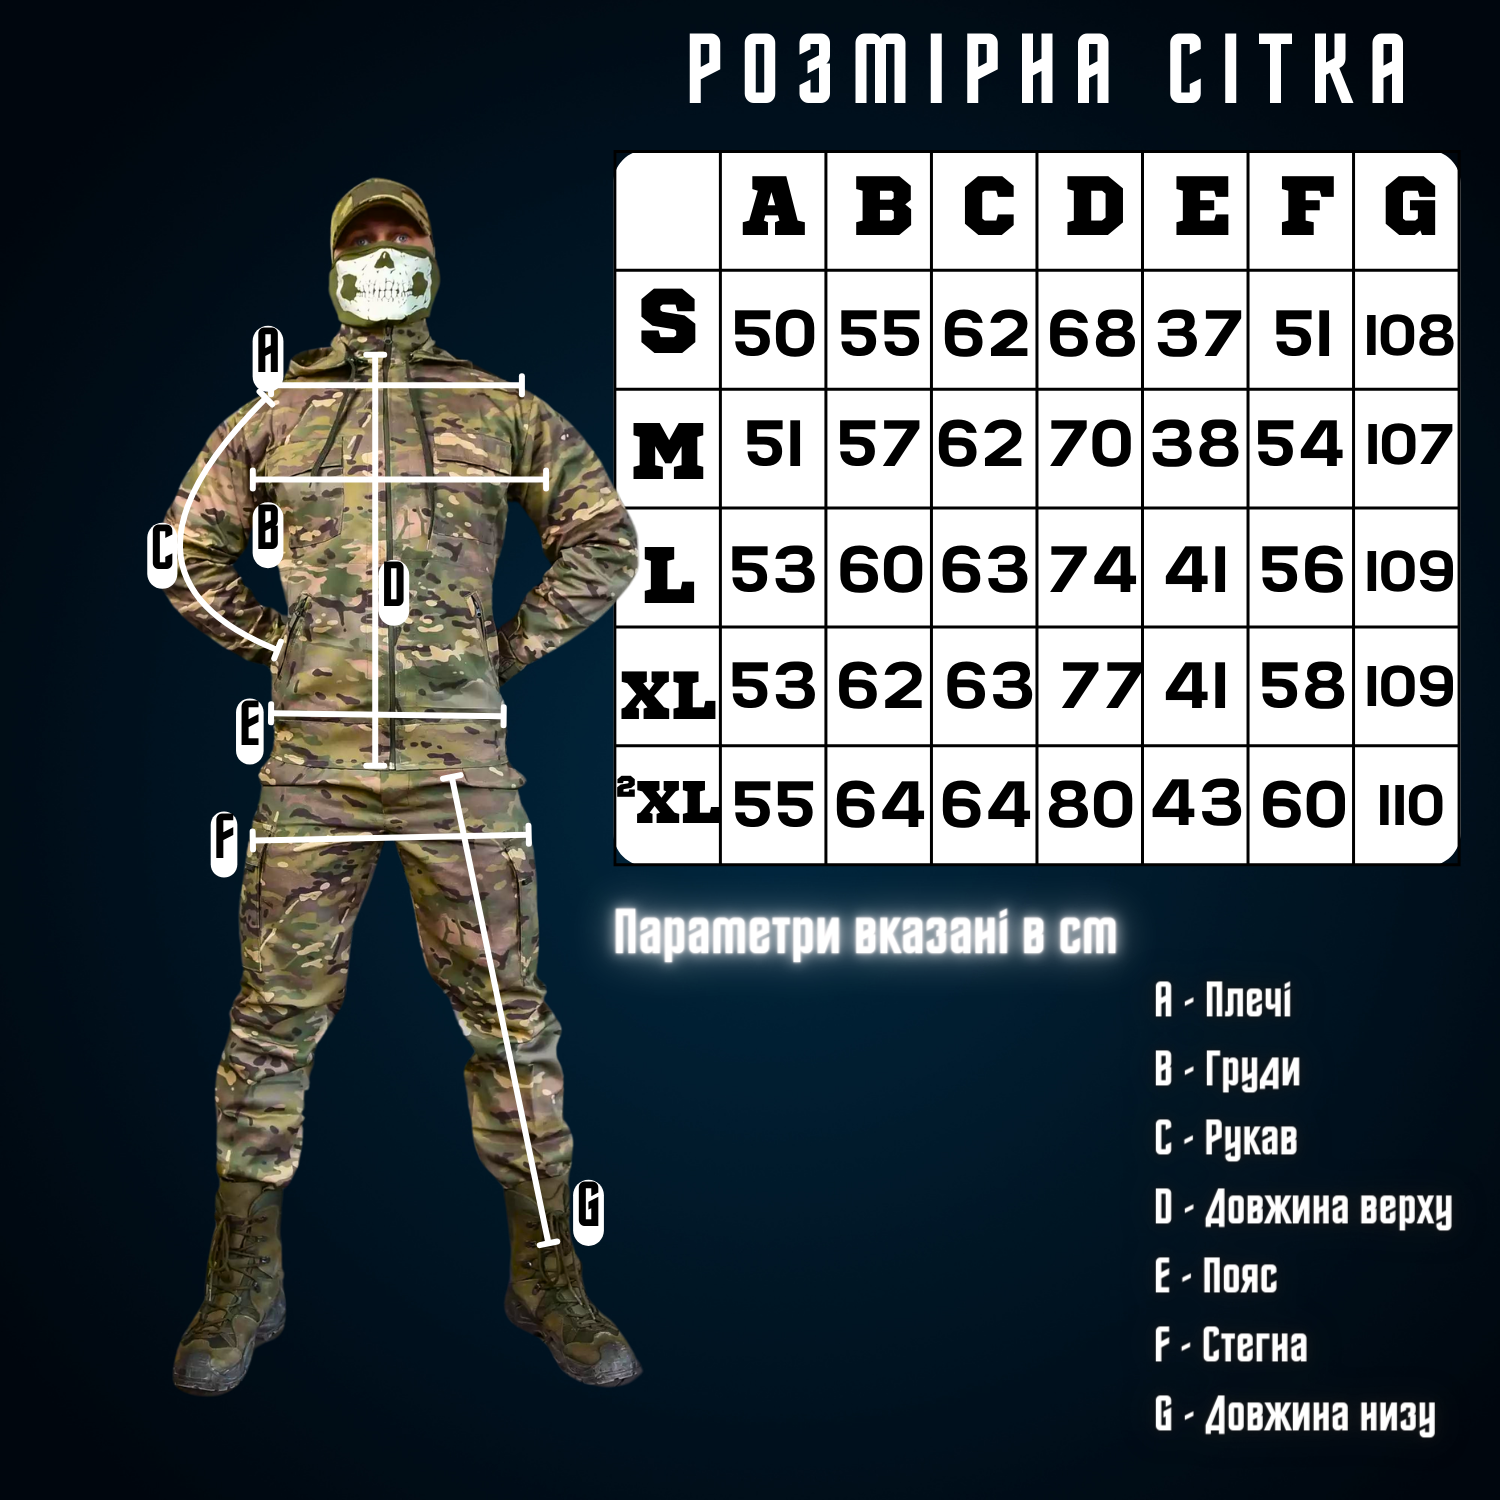 РОЗМІРНА СІТКА
A B C D E F G
S 50 55 62 68 37 51 108
M 51 57 62 70 38 54 107
L 53 60 63 74 41 56 109
XL 53 62 63 77 41 58 109
2XL 55 64 64 80 43 60 110
Параметри вказані в cm
A - Плечі
B - Груди
C - Рукав
D - Довжина верху
E - Пояс
F - Стегна
G - Довжина низу
A
B
C
D
E
F
G